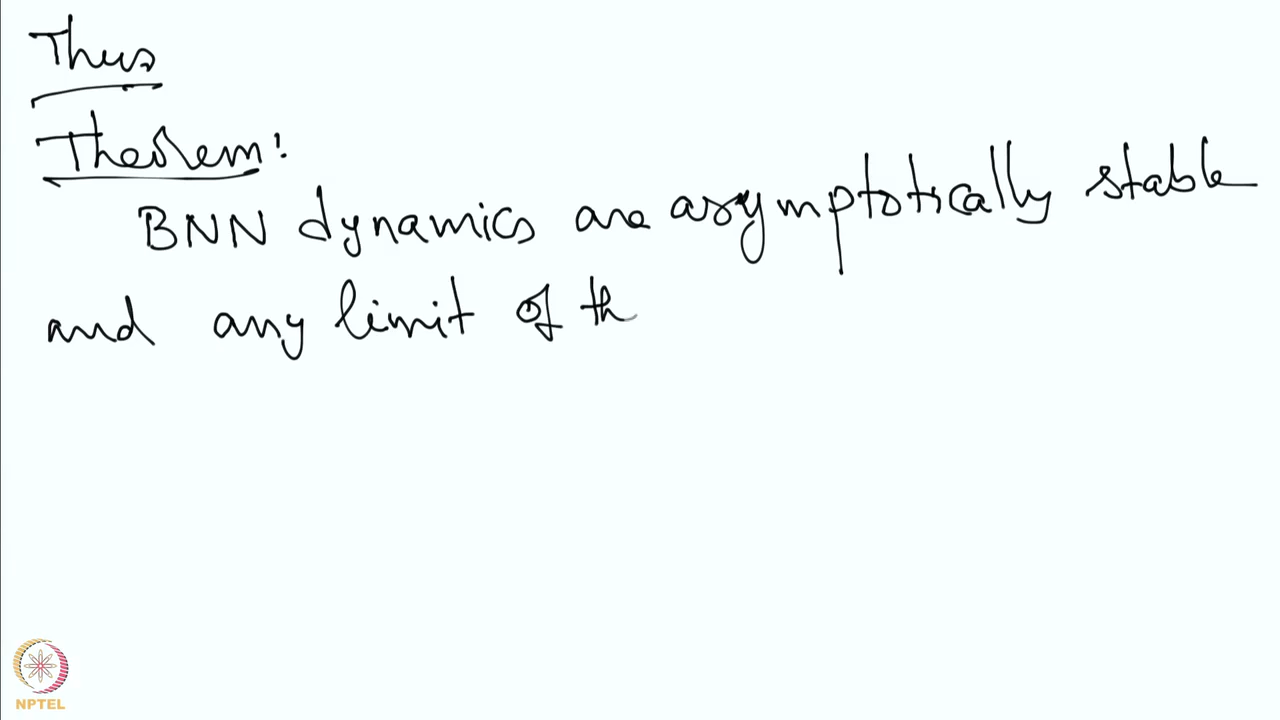 Thus
Theorem:
BNN dynamics are asymptotically stable
and any limit of th
NPTEL